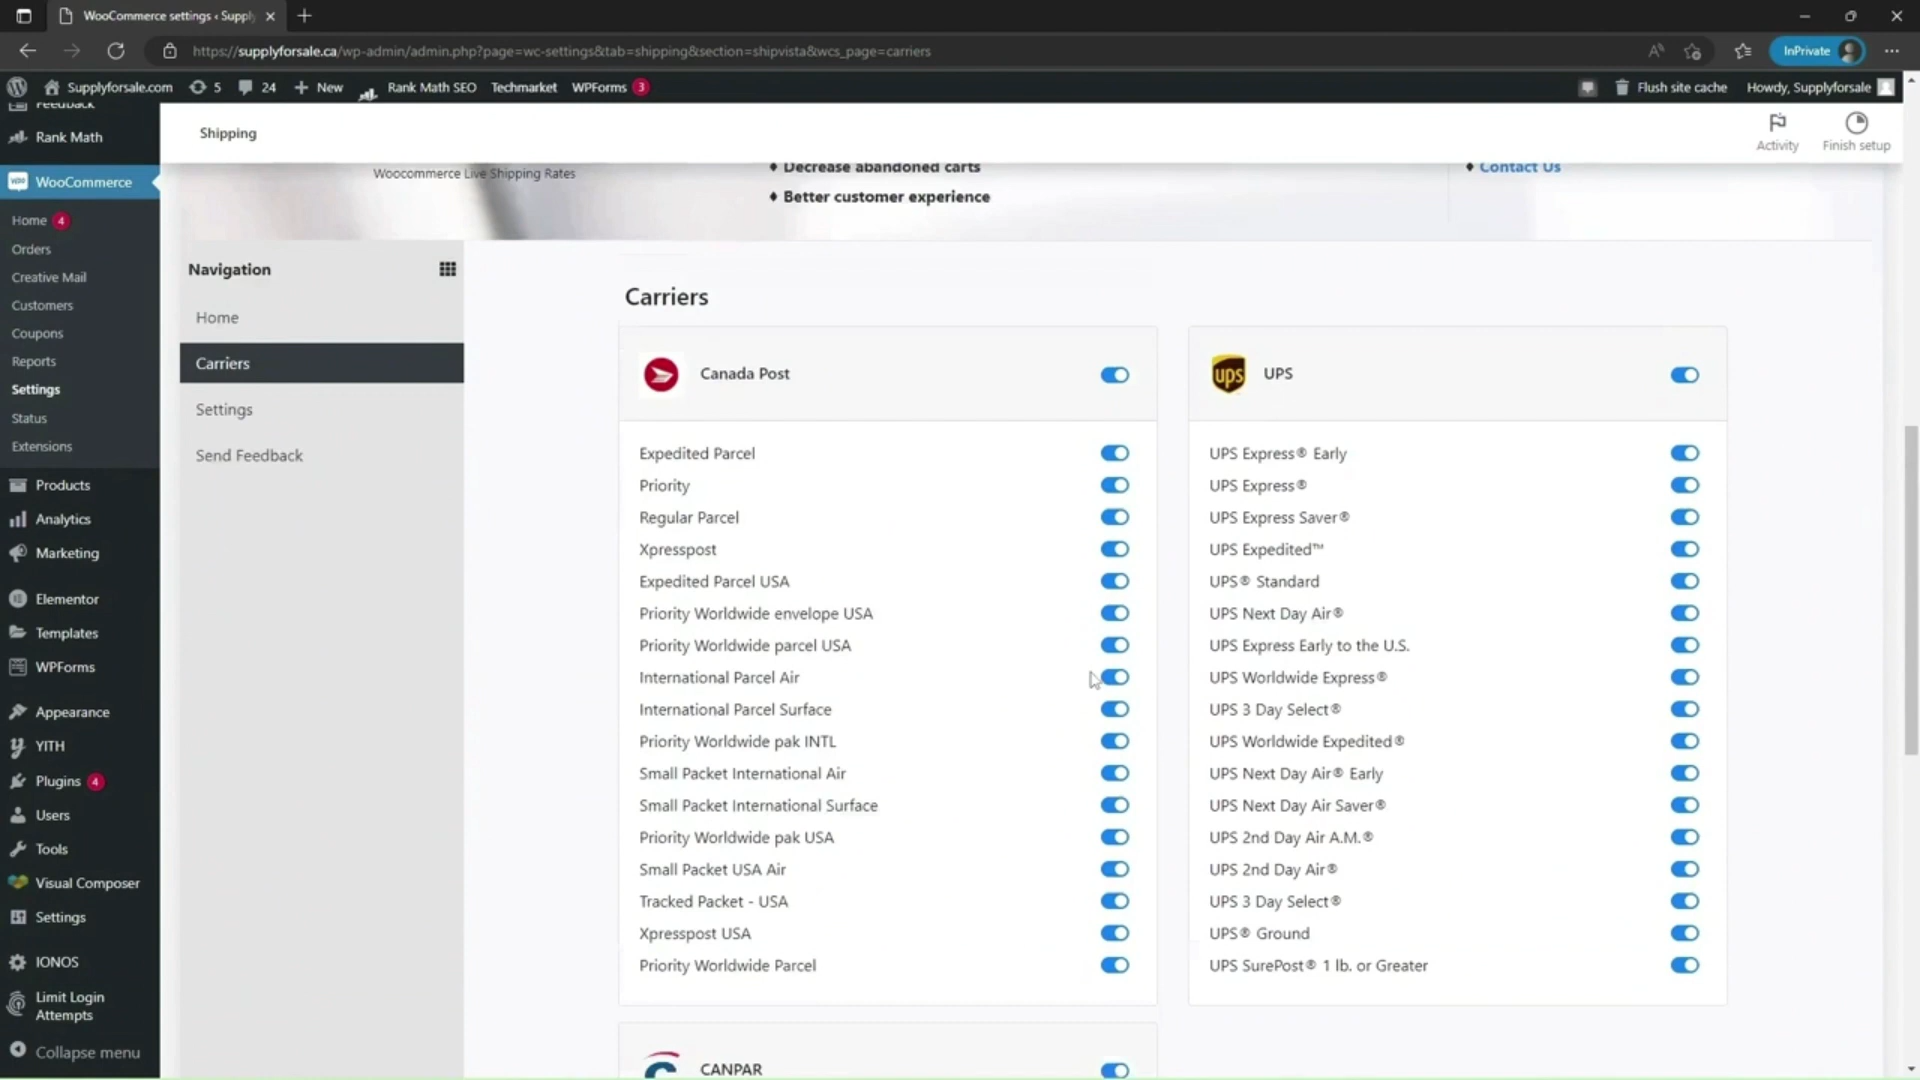 WooCommerce settings ‹ Suppl
https://supplyforsale.ca/wp-admin/admin.php?page=wc-settings&tab=shipping&section=shipvista&wcs_page=carriers
InPrivate
Supplyforsale.com 5 24 New Rank Math SEO Techmarket WPForms 3 Flush site cache Howdy, Supplyforsale
Feedback
Rank Math
WooCommerce
Home 4
Orders
Creative Mail
Customers
Coupons
Reports
Settings
Status
Extensions
Products
Analytics
Marketing
Elementor
Templates
WPForms
Appearance
YITH
Plugins 4
Users
Tools
Visual Composer
Settings
IONOS
Limit Login
Attempts
Collapse menu
Shipping
Activity
Finish setup
Woocommerce Live Shipping Rates
♦ Decrease abandoned carts
♦ Better customer experience
♦ Contact Us
Navigation
Home
Carriers
Settings
Send Feedback
Carriers
Canada Post
Expedited Parcel
Priority
Regular Parcel
Xpresspost
Expedited Parcel USA
Priority Worldwide envelope USA
Priority Worldwide parcel USA
International Parcel Air
International Parcel Surface
Priority Worldwide pak INTL
Small Packet International Air
Small Packet International Surface
Priority Worldwide pak USA
Small Packet USA Air
Tracked Packet - USA
Xpresspost USA
Priority Worldwide Parcel
ups UPS
UPS Express® Early
UPS Express®
UPS Express Saver®
UPS Expedited™
UPS® Standard
UPS Next Day Air®
UPS Express Early to the U.S.
UPS Worldwide Express®
UPS 3 Day Select®
UPS Worldwide Expedited®
UPS Next Day Air® Early
UPS Next Day Air Saver®
UPS 2nd Day Air A.M.®
UPS 2nd Day Air®
UPS 3 Day Select®
UPS® Ground
UPS SurePost® 1 lb. or Greater
CANPAR